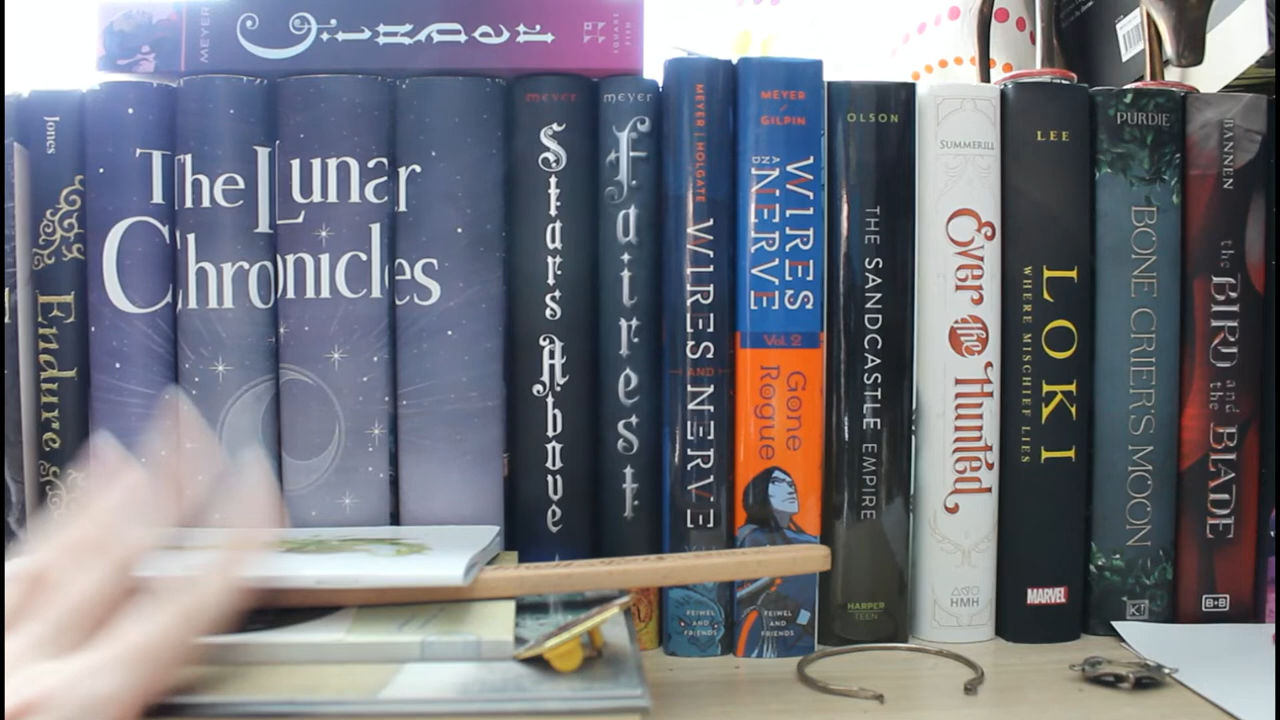 MEYER
Cinder
SQUARE FISH
Jones
Endure
The Lunar
Chronicles
meyer
Stars Above
meyer
Fairest
MEYER | HOLGATE
WIRES AND NERVE
FEIWEL
AND
FRIENDS
MEYER
GILPIN
WIRES
AND NERVE
Vol. 2
Gone
Rogue
FEIWEL
AND
FRIENDS
OLSON
THE SANDCASTLE EMPIRE
HARPER
TEEN
SUMMERILL
Ever the Hunted
HMH
LEE
LOKI
WHERE MISCHIEF LIES
MARVEL
PURDIE
BONE CRIER'S MOON
KT
BANNEN
the BIRD and the BLADE
B+B